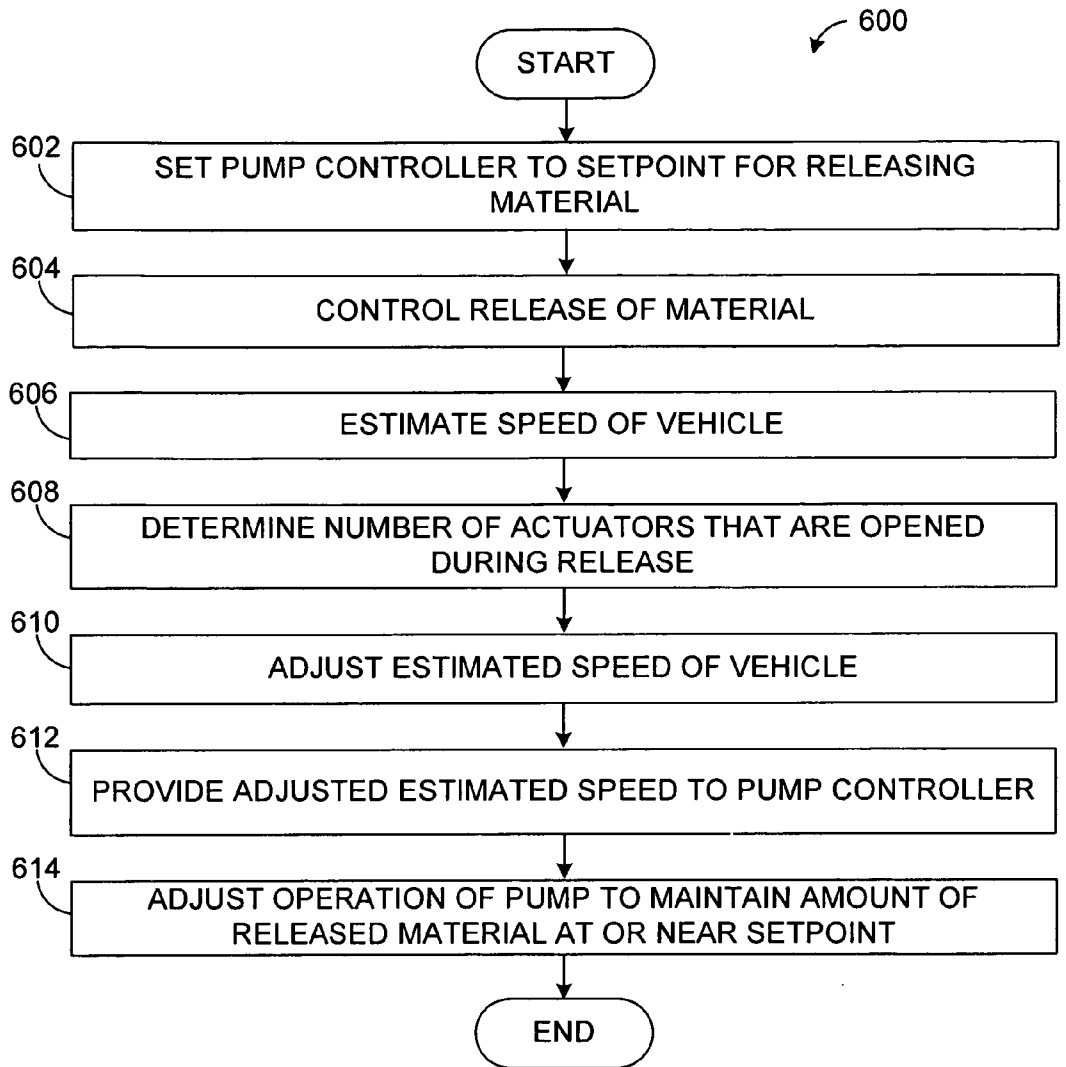 600
START
602
SET PUMP CONTROLLER TO SETPOINT FOR RELEASING
MATERIAL
604
CONTROL RELEASE OF MATERIAL
606
ESTIMATE SPEED OF VEHICLE
608
DETERMINE NUMBER OF ACTUATORS THAT ARE OPENED
DURING RELEASE
610
ADJUST ESTIMATED SPEED OF VEHICLE
612
PROVIDE ADJUSTED ESTIMATED SPEED TO PUMP CONTROLLER
614
ADJUST OPERATION OF PUMP TO MAINTAIN AMOUNT OF
RELEASED MATERIAL AT OR NEAR SETPOINT
END